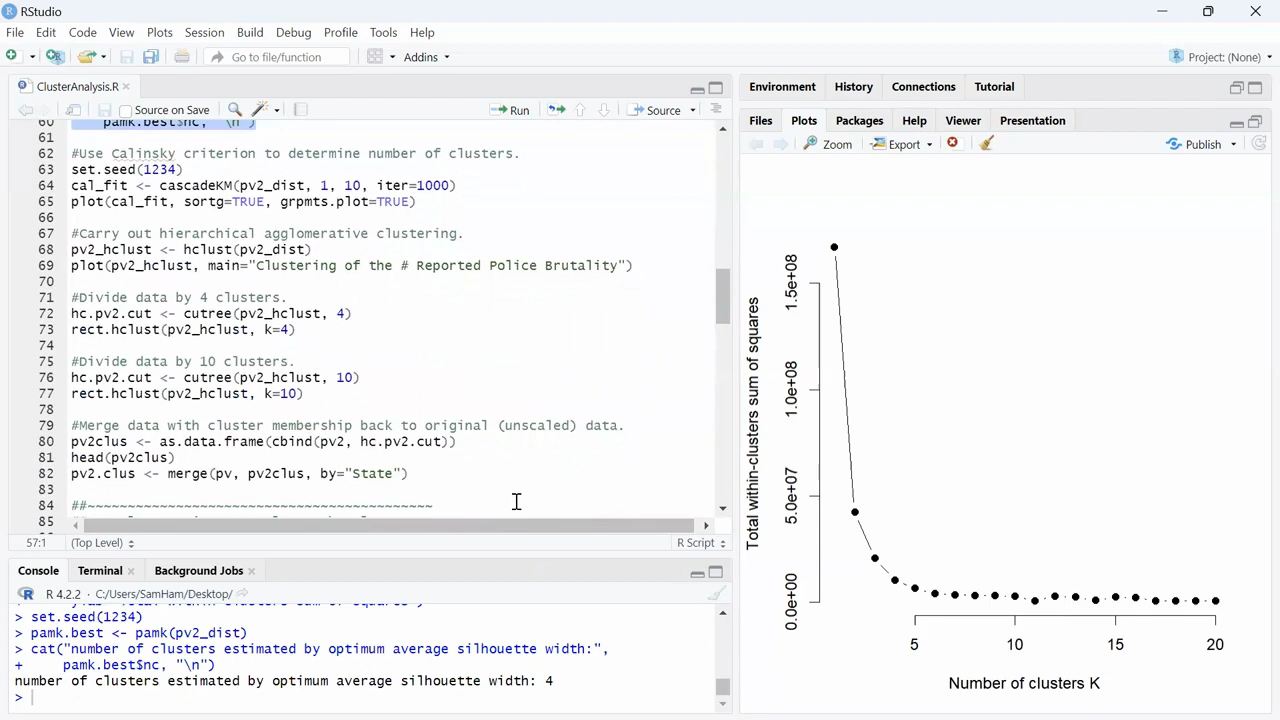 RStudio
File Edit Code View Plots Session Build Debug Profile Tools Help
Go to file/function Addins Project: (None)
ClusterAnalysis.R
Source on Save Run Source
60 pamk.best$nc, "\n")
61
62 #Use Calinsky criterion to determine number of clusters.
63 set.seed(1234)
64 cal_fit <- cascadeKM(pv2_dist, 1, 10, iter=1000)
65 plot(cal_fit, sortg=TRUE, grpmts.plot=TRUE)
66
67 #Carry out hierarchical agglomerative clustering.
68 pv2_hclust <- hclust(pv2_dist)
69 plot(pv2_hclust, main="Clustering of the # Reported Police Brutality")
70
71 #Divide data by 4 clusters.
72 hc.pv2.cut <- cutree(pv2_hclust, 4)
73 rect.hclust(pv2_hclust, k=4)
74
75 #Divide data by 10 clusters.
76 hc.pv2.cut <- cutree(pv2_hclust, 10)
77 rect.hclust(pv2_hclust, k=10)
78
79 #Merge data with cluster membership back to original (unscaled) data.
80 pv2clus <- as.data.frame(cbind(pv2, hc.pv2.cut))
81 head(pv2clus)
82 pv2.clus <- merge(pv, pv2clus, by="State")
83
84 ##~~~~~~~~~~~~~~~~~~~~~~~~~~~~~~~~~~~~~~~~~~
85
57:1 (Top Level) R Script
Console Terminal Background Jobs
R 4.2.2 · C:/Users/SamHam/Desktop/
> set.seed(1234)
> pamk.best <- pamk(pv2_dist)
> cat("number of clusters estimated by optimum average silhouette width:",
+ pamk.best$nc, "\n")
number of clusters estimated by optimum average silhouette width: 4
>
Environment History Connections Tutorial
Files Plots Packages Help Viewer Presentation
Zoom Export Publish
Total within-clusters sum of squares
1.5e+08
1.0e+08
5.0e+07
0.0e+00
5 10 15 20
Number of clusters K